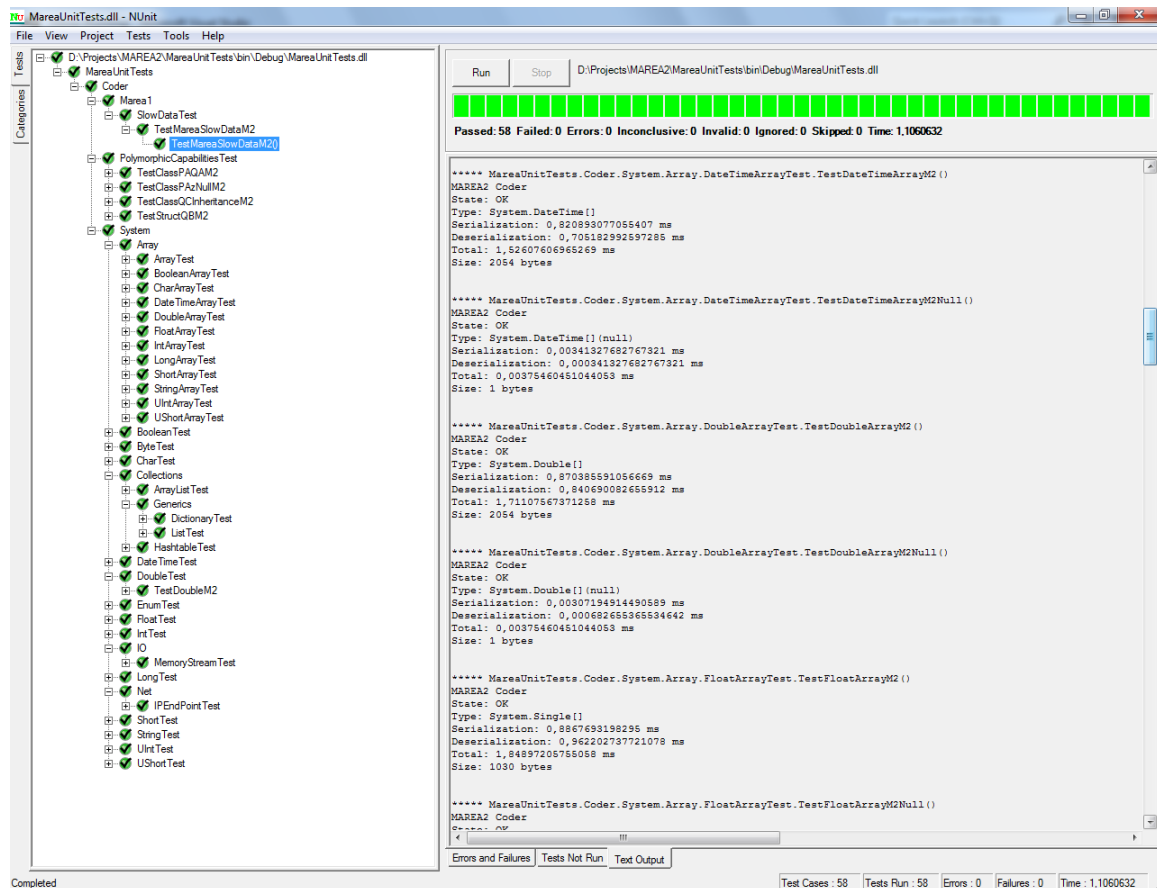 MareaUnitTests.dll - NUnit
File View Project Tests Tools Help
Tests
Categories
D:\Projects\MAREA2\MareaUnitTests\bin\Debug\MareaUnitTests.dll
MareaUnitTests
Coder
Marea1
SlowDataTest
TestMareaSlowDataM2
TestMareaSlowDataM2()
PolymorphicCapabilitiesTest
TestClassPAQAM2
TestClassPAzNullM2
TestClassQCInheritanceM2
TestStructQBM2
System
Array
ArrayTest
BooleanArrayTest
CharArrayTest
DateTimeArrayTest
DoubleArrayTest
FloatArrayTest
IntArrayTest
LongArrayTest
ShortArrayTest
StringArrayTest
UIntArrayTest
UShortArrayTest
BooleanTest
ByteTest
CharTest
Collections
ArrayListTest
Generics
DictionaryTest
ListTest
HashtableTest
DateTimeTest
DoubleTest
TestDoubleM2
EnumTest
FloatTest
IntTest
IO
MemoryStreamTest
LongTest
Net
IPEndPointTest
ShortTest
StringTest
UIntTest
UShortTest
Run Stop D:\Projects\MAREA2\MareaUnitTests\bin\Debug\MareaUnitTests.dll
Passed: 58 Failed: 0 Errors: 0 Inconclusive: 0 Invalid: 0 Ignored: 0 Skipped: 0 Time: 1,1060632
***** MareaUnitTests.Coder.System.Array.DateTimeArrayTest.TestDateTimeArrayM2()
MAREA2 Coder
State: OK
Type: System.DateTime[]
Serialization: 0,820893077055407 ms
Deserialization: 0,705182992597285 ms
Total: 1,52607606965269 ms
Size: 2054 bytes
***** MareaUnitTests.Coder.System.Array.DateTimeArrayTest.TestDateTimeArrayM2Null()
MAREA2 Coder
State: OK
Type: System.DateTime[](null)
Serialization: 0,00341327682767321 ms
Deserialization: 0,000341327682767321 ms
Total: 0,00375460451044053 ms
Size: 1 bytes
***** MareaUnitTests.Coder.System.Array.DoubleArrayTest.TestDoubleArrayM2()
MAREA2 Coder
State: OK
Type: System.Double[]
Serialization: 0,870385591056669 ms
Deserialization: 0,840690082655912 ms
Total: 1,71107567371258 ms
Size: 2054 bytes
***** MareaUnitTests.Coder.System.Array.DoubleArrayTest.TestDoubleArrayM2Null()
MAREA2 Coder
State: OK
Type: System.Double[](null)
Serialization: 0,00307194914490589 ms
Deserialization: 0,000682655365534642 ms
Total: 0,00375460451044053 ms
Size: 1 bytes
***** MareaUnitTests.Coder.System.Array.FloatArrayTest.TestFloatArrayM2()
MAREA2 Coder
State: OK
Type: System.Single[]
Serialization: 0,8867693198295 ms
Deserialization: 0,962202737721078 ms
Total: 1,84897205755058 ms
Size: 1030 bytes
***** MareaUnitTests.Coder.System.Array.FloatArrayTest.TestFloatArrayM2Null()
MAREA2 Coder
State: OK
Errors and Failures Tests Not Run Text Output
Completed Test Cases : 58 Tests Run : 58 Errors : 0 Failures : 0 Time : 1,1060632